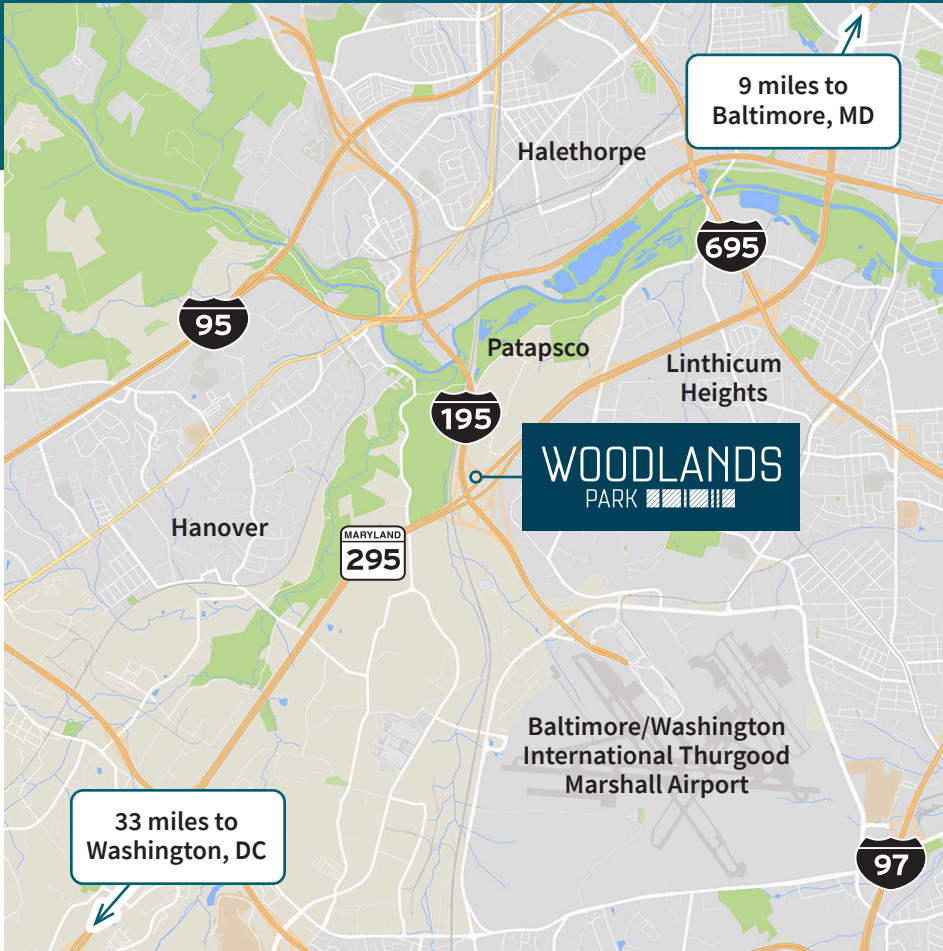 9 miles to
Baltimore, MD
Halethorpe
695
95
Patapsco
Linthicum
Heights
195
WOODLANDS
PARK
Hanover
MARYLAND
295
Baltimore/Washington
International Thurgood
Marshall Airport
33 miles to
Washington, DC
97